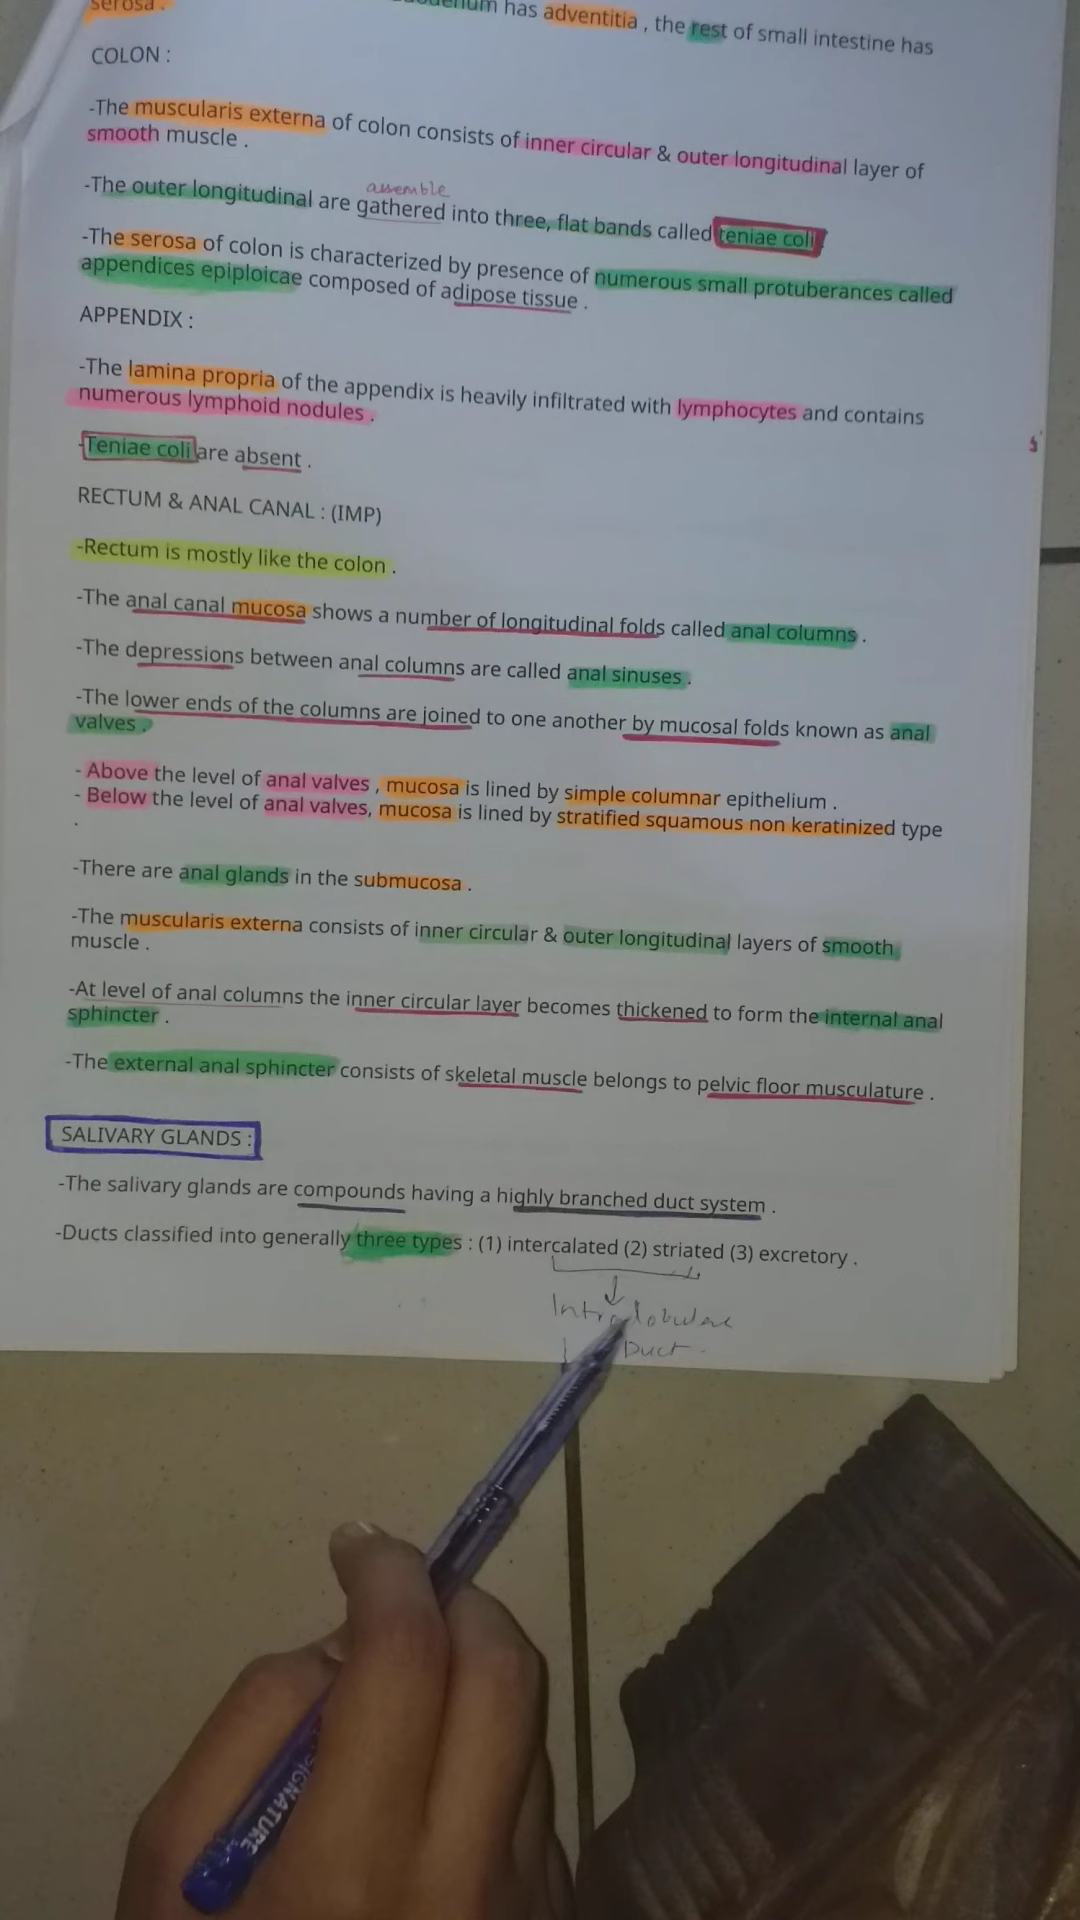 serosa .
has adventitia , the rest of small intestine has
COLON :
-The muscularis externa of colon consists of inner circular & outer longitudinal layer of
smooth muscle .
assemble
-The outer longitudinal are gathered into three, flat bands called teniae coli
-The serosa of colon is characterized by presence of numerous small protuberances called
appendices epiploicae composed of adipose tissue .
APPENDIX :
-The lamina propria of the appendix is heavily infiltrated with lymphocytes and contains
numerous lymphoid nodules .
-Teniae coli are absent .
RECTUM & ANAL CANAL : (IMP)
-Rectum is mostly like the colon .
-The anal canal mucosa shows a number of longitudinal folds called anal columns .
-The depressions between anal columns are called anal sinuses .
-The lower ends of the columns are joined to one another by mucosal folds known as anal
valves .
- Above the level of anal valves , mucosa is lined by simple columnar epithelium .
- Below the level of anal valves, mucosa is lined by stratified squamous non keratinized type
.
-There are anal glands in the submucosa .
-The muscularis externa consists of inner circular & outer longitudinal layers of smooth
muscle .
-At level of anal columns the inner circular layer becomes thickened to form the internal anal
sphincter .
-The external anal sphincter consists of skeletal muscle belongs to pelvic floor musculature .
SALIVARY GLANDS :
-The salivary glands are compounds having a highly branched duct system .
-Ducts classified into generally three types : (1) intercalated (2) striated (3) excretory .
Duct
SIGNATURE